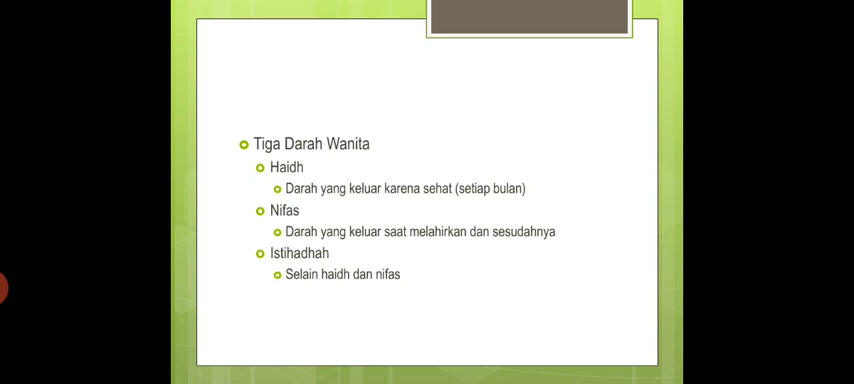 Tiga Darah Wanita
Haidh
Darah yang keluar karena sehat (setiap bulan)
Nifas
Darah yang keluar saat melahirkan dan sesudahnya
Istihadhah
Selain haidh dan nifas